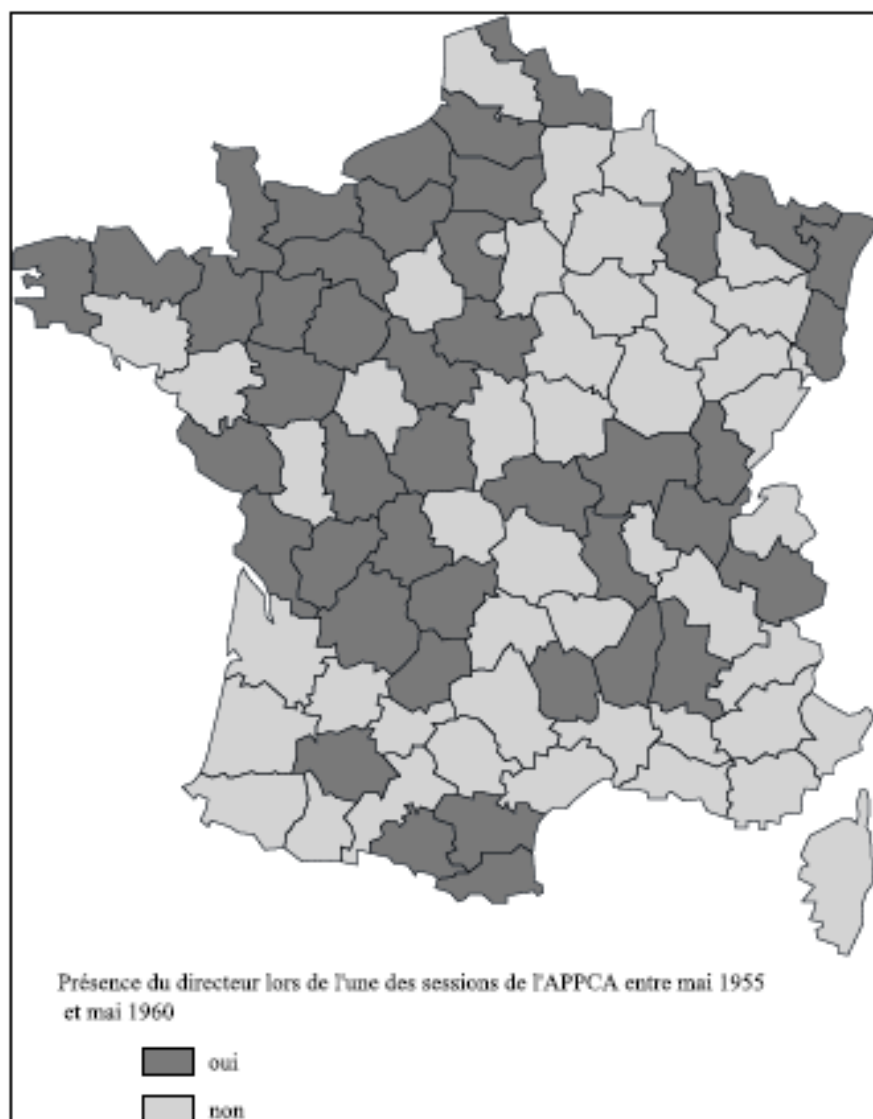 Présence du directeur lors de l'une des sessions de l'APPCA entre mai 1955
et mai 1960
oui
non